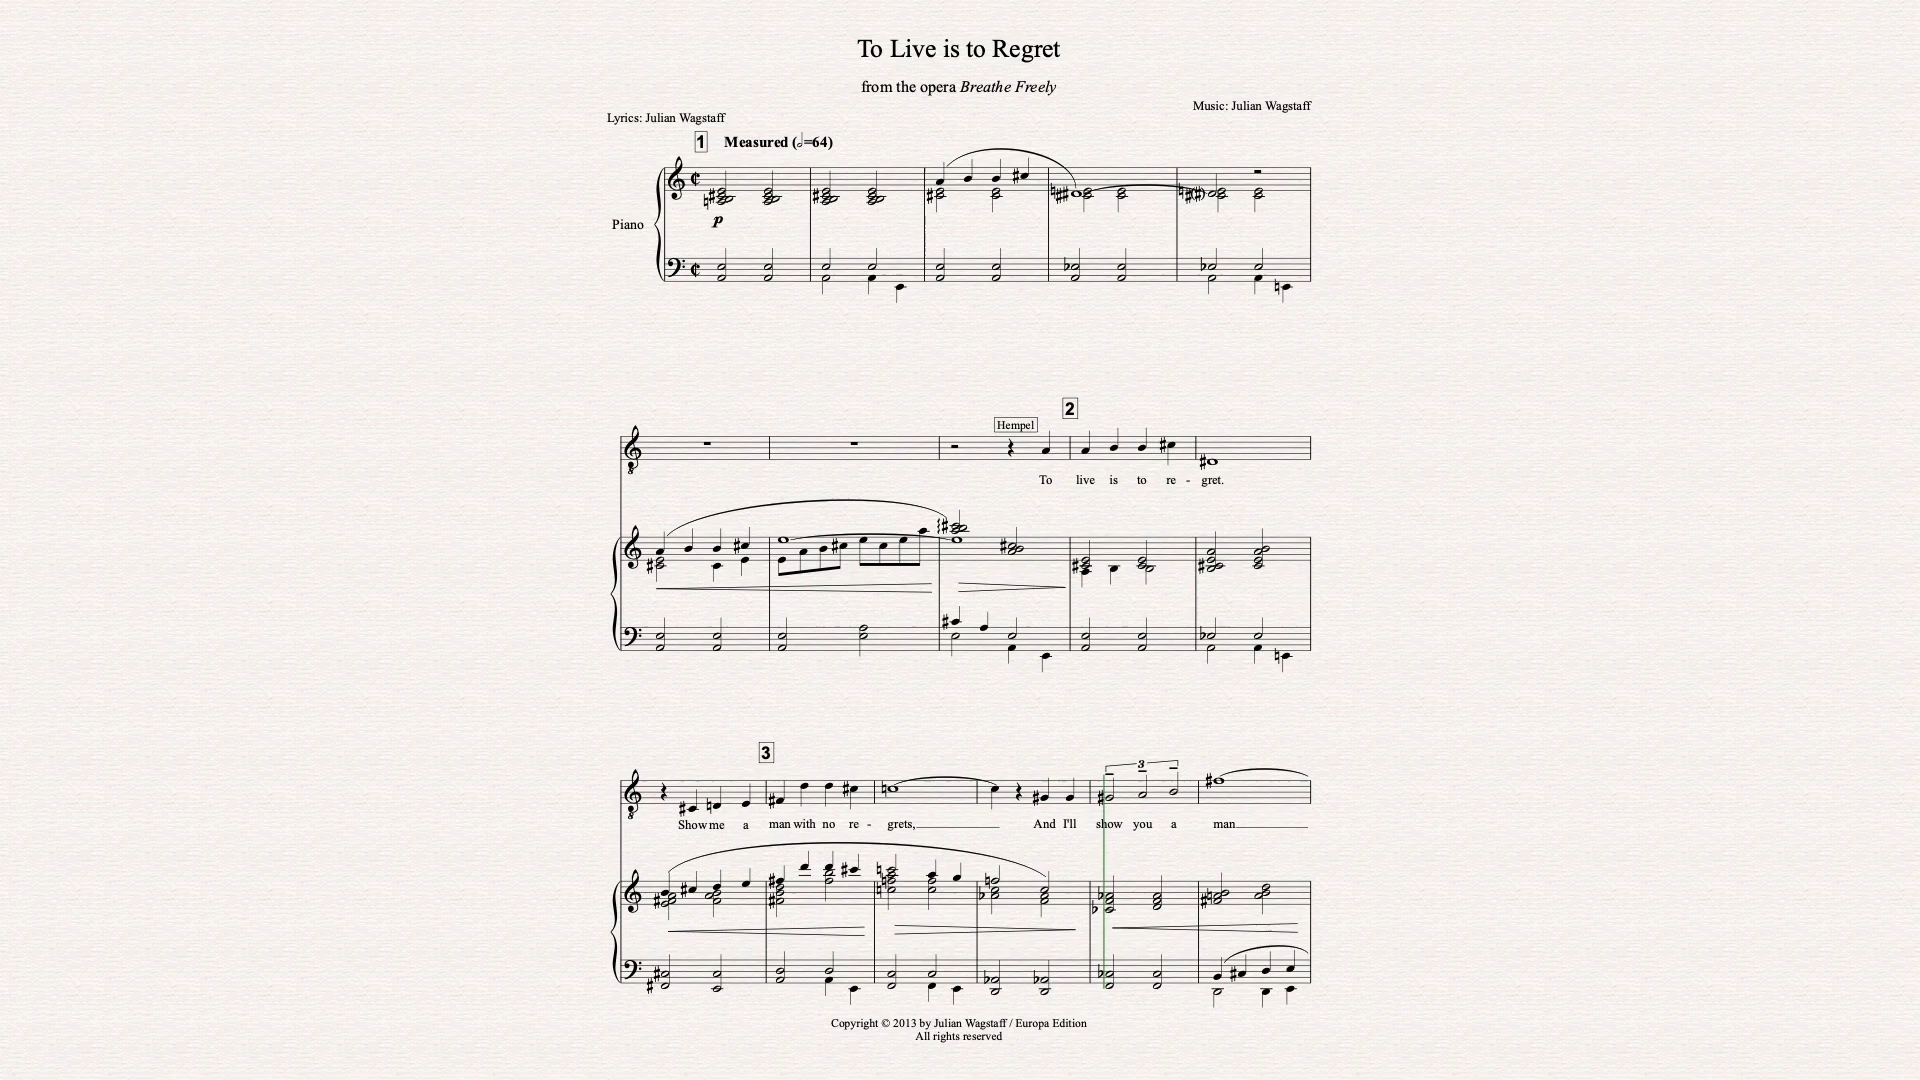 To Live is to Regret
from the opera Breathe Freely
Music: Julian Wagstaff
Lyrics: Julian Wagstaff
1 Measured (𝅗𝅥=64)
Piano
p
2
Hempel
To live is to re - gret.
3
3
Show me a man with no re - grets, And I'll show you a man
Copyright © 2013 by Julian Wagstaff / Europa Edition
All rights reserved